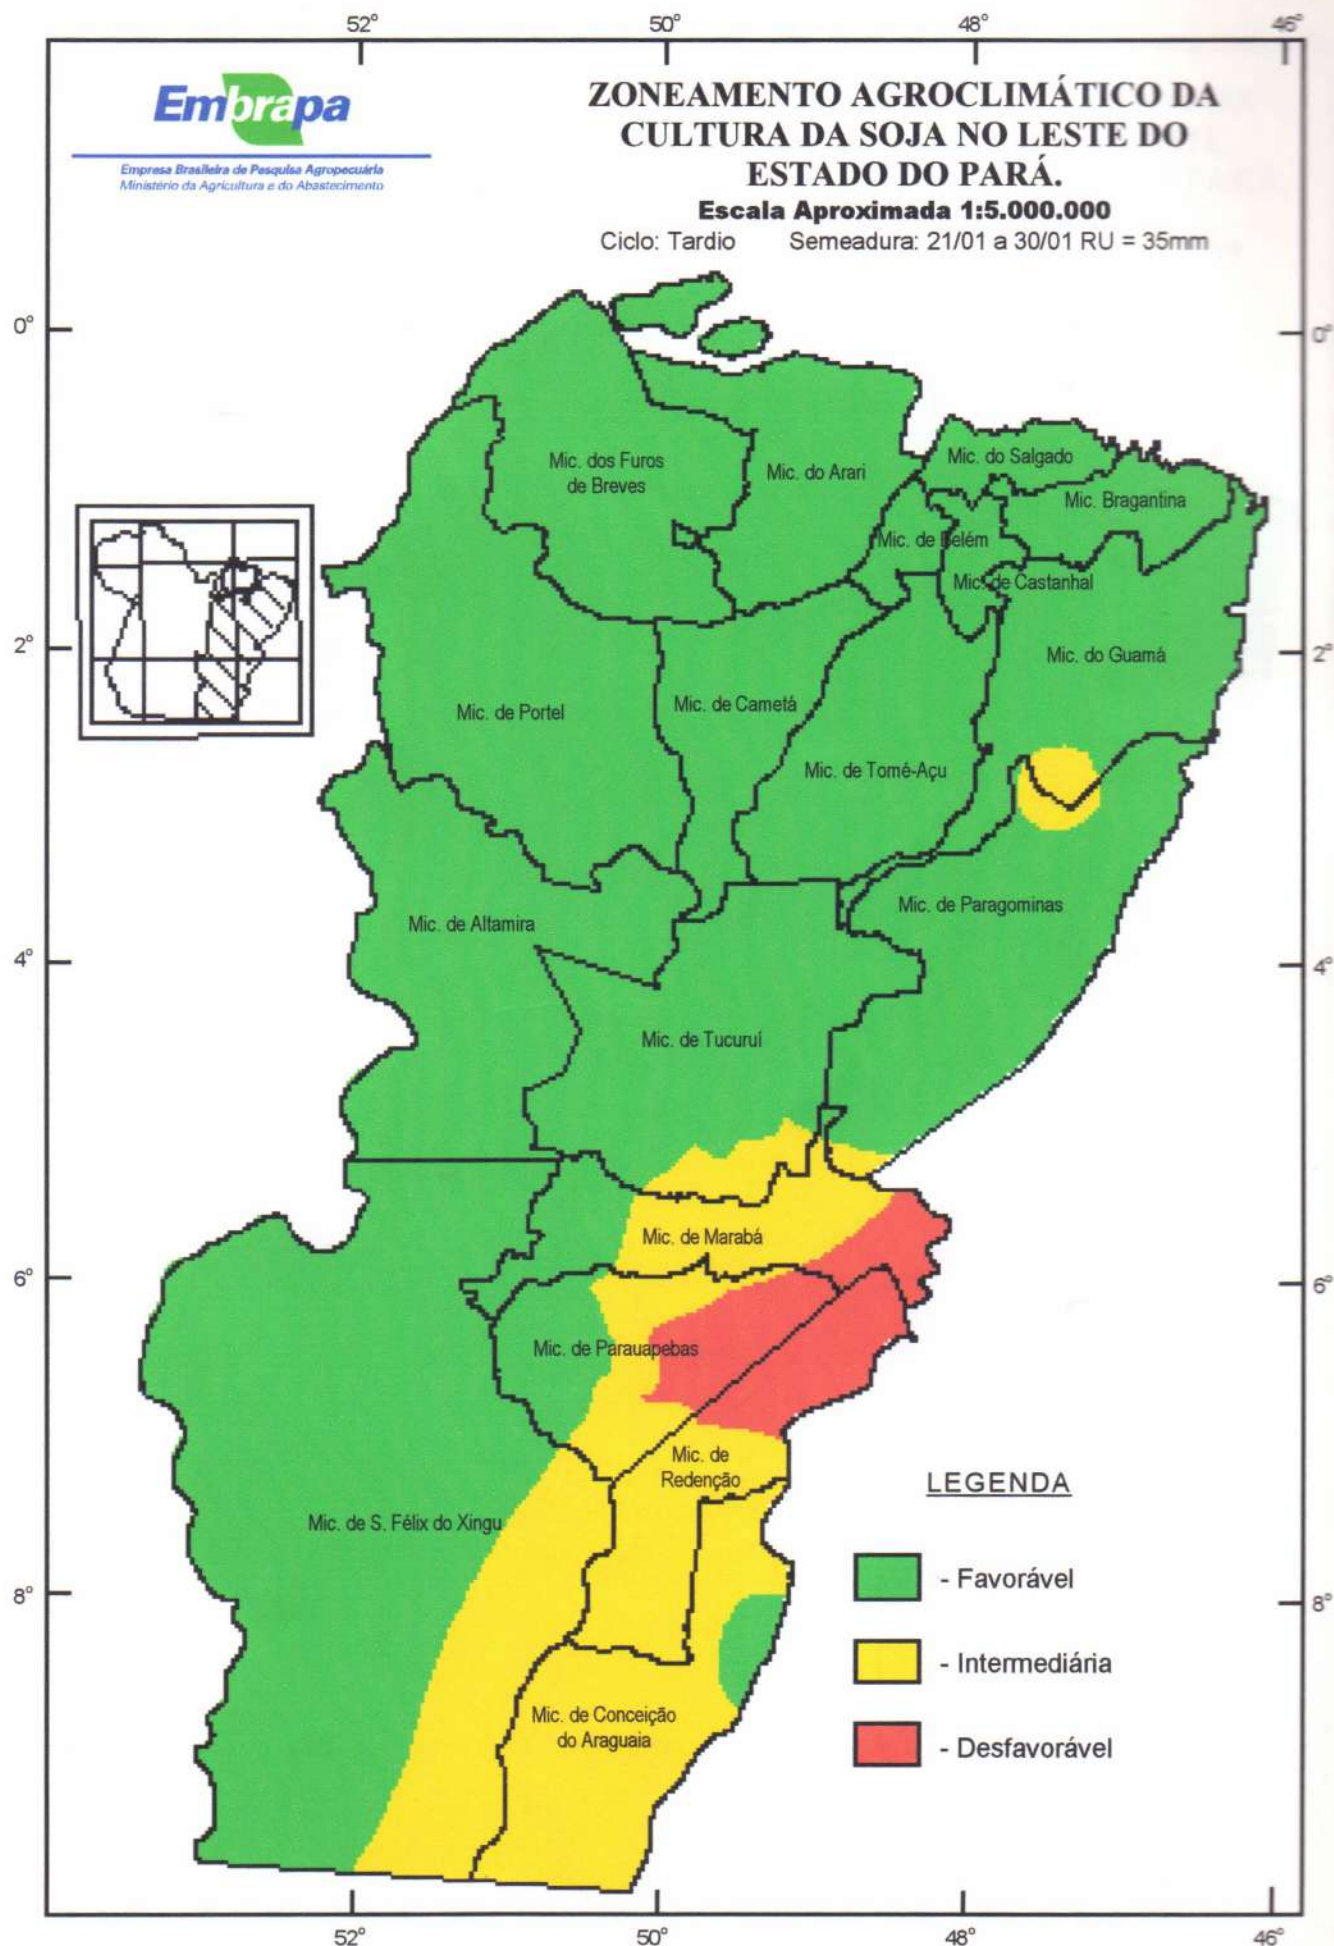 52°
50°
48°
46°
Embrapa
Empresa Brasileira de Pesquisa Agropecuária
Ministério da Agricultura e do Abastecimento
ZONEAMENTO AGROCLIMÁTICO DA
CULTURA DA SOJA NO LESTE DO
ESTADO DO PARÁ.
Escala Aproximada 1:5.000.000
Ciclo: Tardio Semeadura: 21/01 a 30/01 RU = 35mm
0°
0°
Mic. dos Furos
de Breves
Mic. do Arari
Mic. do Salgado
Mic. Bragantina
Mic. de Belém
Mic. de Castanhal
2°
Mic. do Guamá
2°
Mic. de Portel
Mic. de Cametá
Mic. de Tomé-Açu
Mic. de Altamira
Mic. de Paragominas
4°
4°
Mic. de Tucuruí
Mic. de Marabá
6°
6°
Mic. de Parauapebas
Mic. de
Redenção
Mic. de S. Félix do Xingu
LEGENDA
- Favorável
8°
8°
- Intermediária
Mic. de Conceição
do Araguaia
- Desfavorável
52°
50°
48°
46°